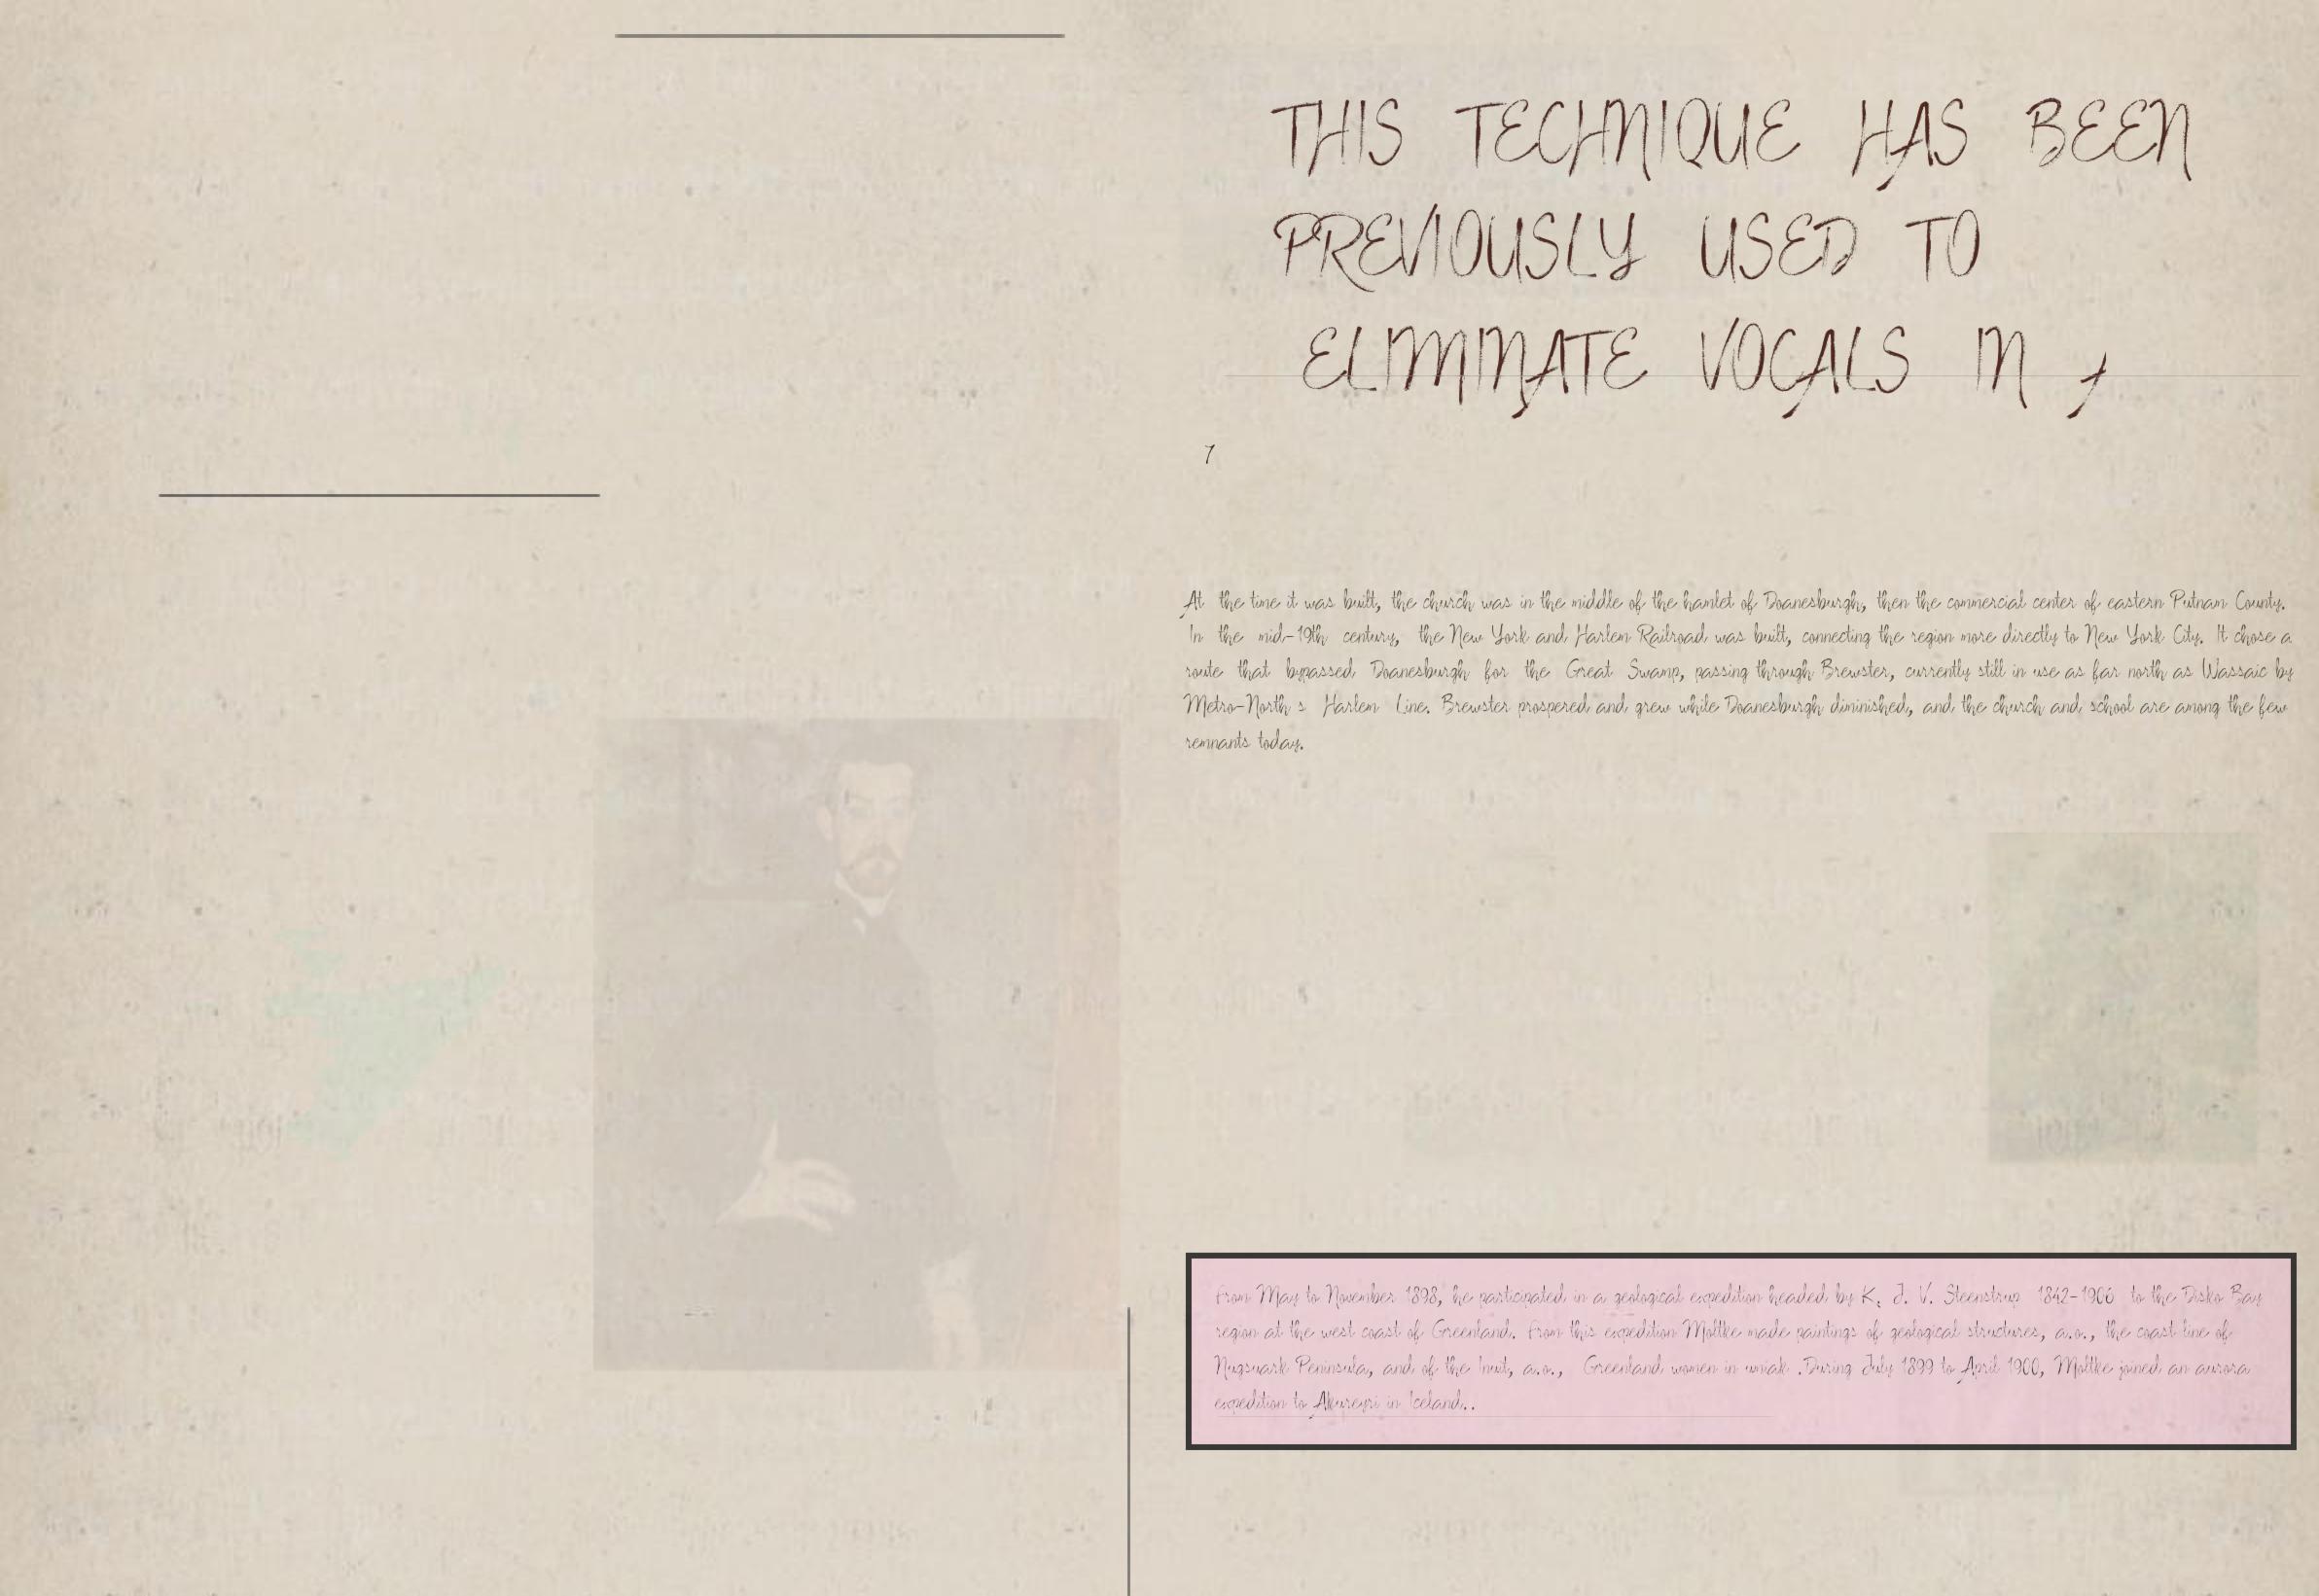 THIS TECHNIQUE HAS BEEN
PREVIOUSLY USED TO
ELIMINATE VOCALS IN
7
At the time it was built, the church was in the middle of the hamlet of Doanesburgh, then the commercial center of eastern Putnam County.
In the mid-19th century, the New York and Harlem Railroad was built, connecting the region more directly to New York City. It chose a
route that bypassed Doanesburgh for the Great Swamp, passing through Brewster, currently still in use as far north as Wassaic by
Metro-North s Harlem Line. Brewster prospered and grew while Doanesburgh diminished, and the church and school are among the few
remnants today.
From May to November 1898, he participated in a geological expedition headed by K. J. V. Steenstrup 1842-1906 to the Disko Bay
region at the west coast of Greenland. From this expedition Moltke made paintings of geological structures, a.o., the coast-line of
Nugsuark Peninsula, and of the Inuit, a.o., Greenland women in umiak .During July 1899 to April 1900, Moltke joined an aurora
expedition to Akureyri in Iceland..